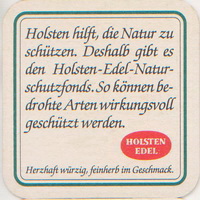 Holsten hilft, die Natur zu
schützen. Deshalb gibt es
den Holsten-Edel-Natur-
schutzfonds. So können be-
drohte Arten wirkungsvoll
geschützt werden.
HOLSTEN
EDEL
Herzhaft würzig, feinherb im Geschmack.